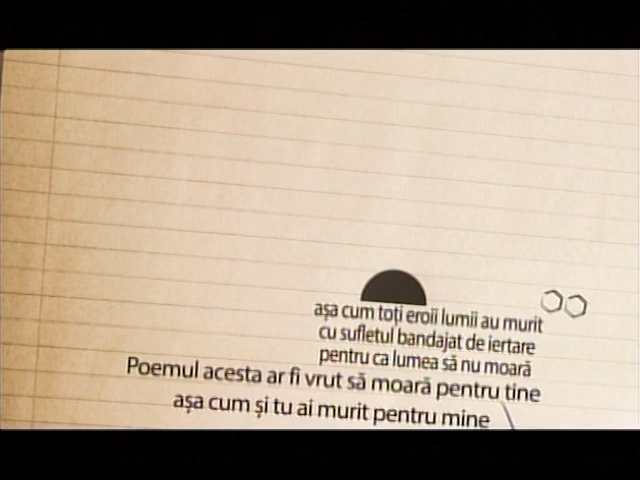 așa cum toți eroii lumii au murit
cu sufletul bandajat de iertare
pentru ca lumea să nu moară
Poemul acesta ar fi vrut să moară pentru tine
așa cum și tu ai murit pentru mine